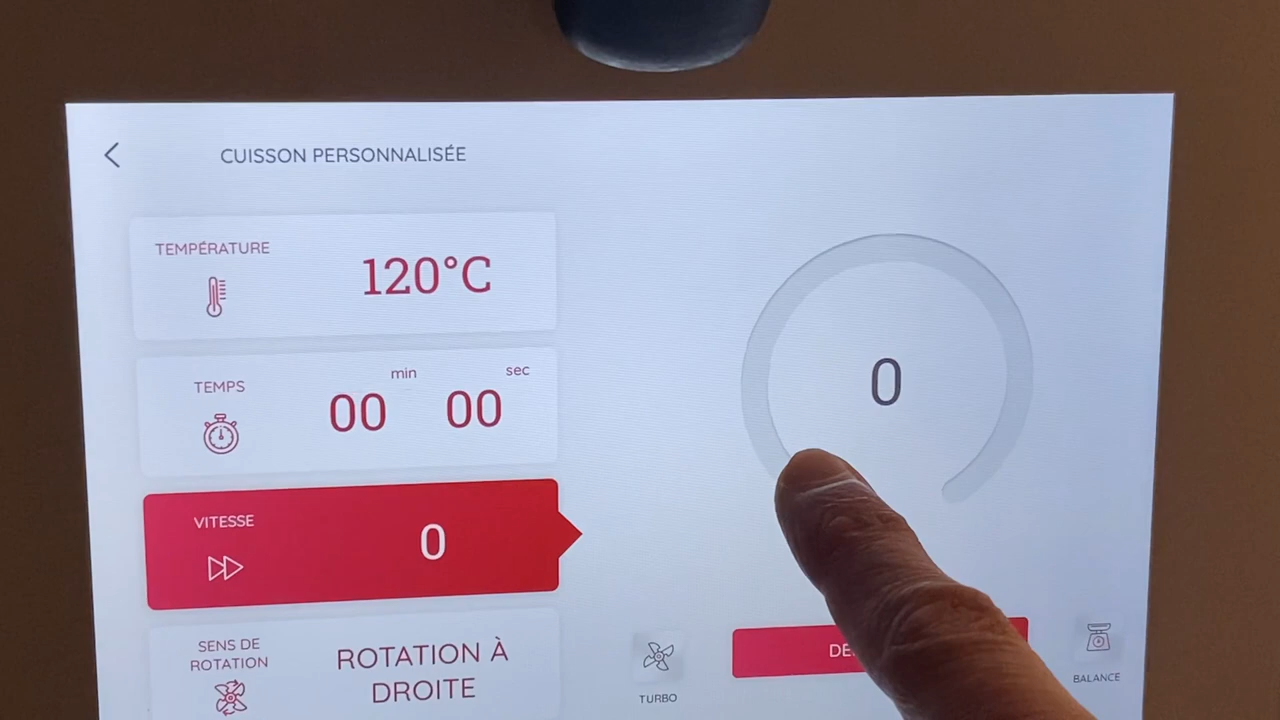 CUISSON PERSONNALISÉE
TEMPÉRATURE
120°C
TEMPS
00 min 00 sec
VITESSE
0
0
SENS DE
ROTATION
ROTATION À
DROITE
TURBO
BALANCE